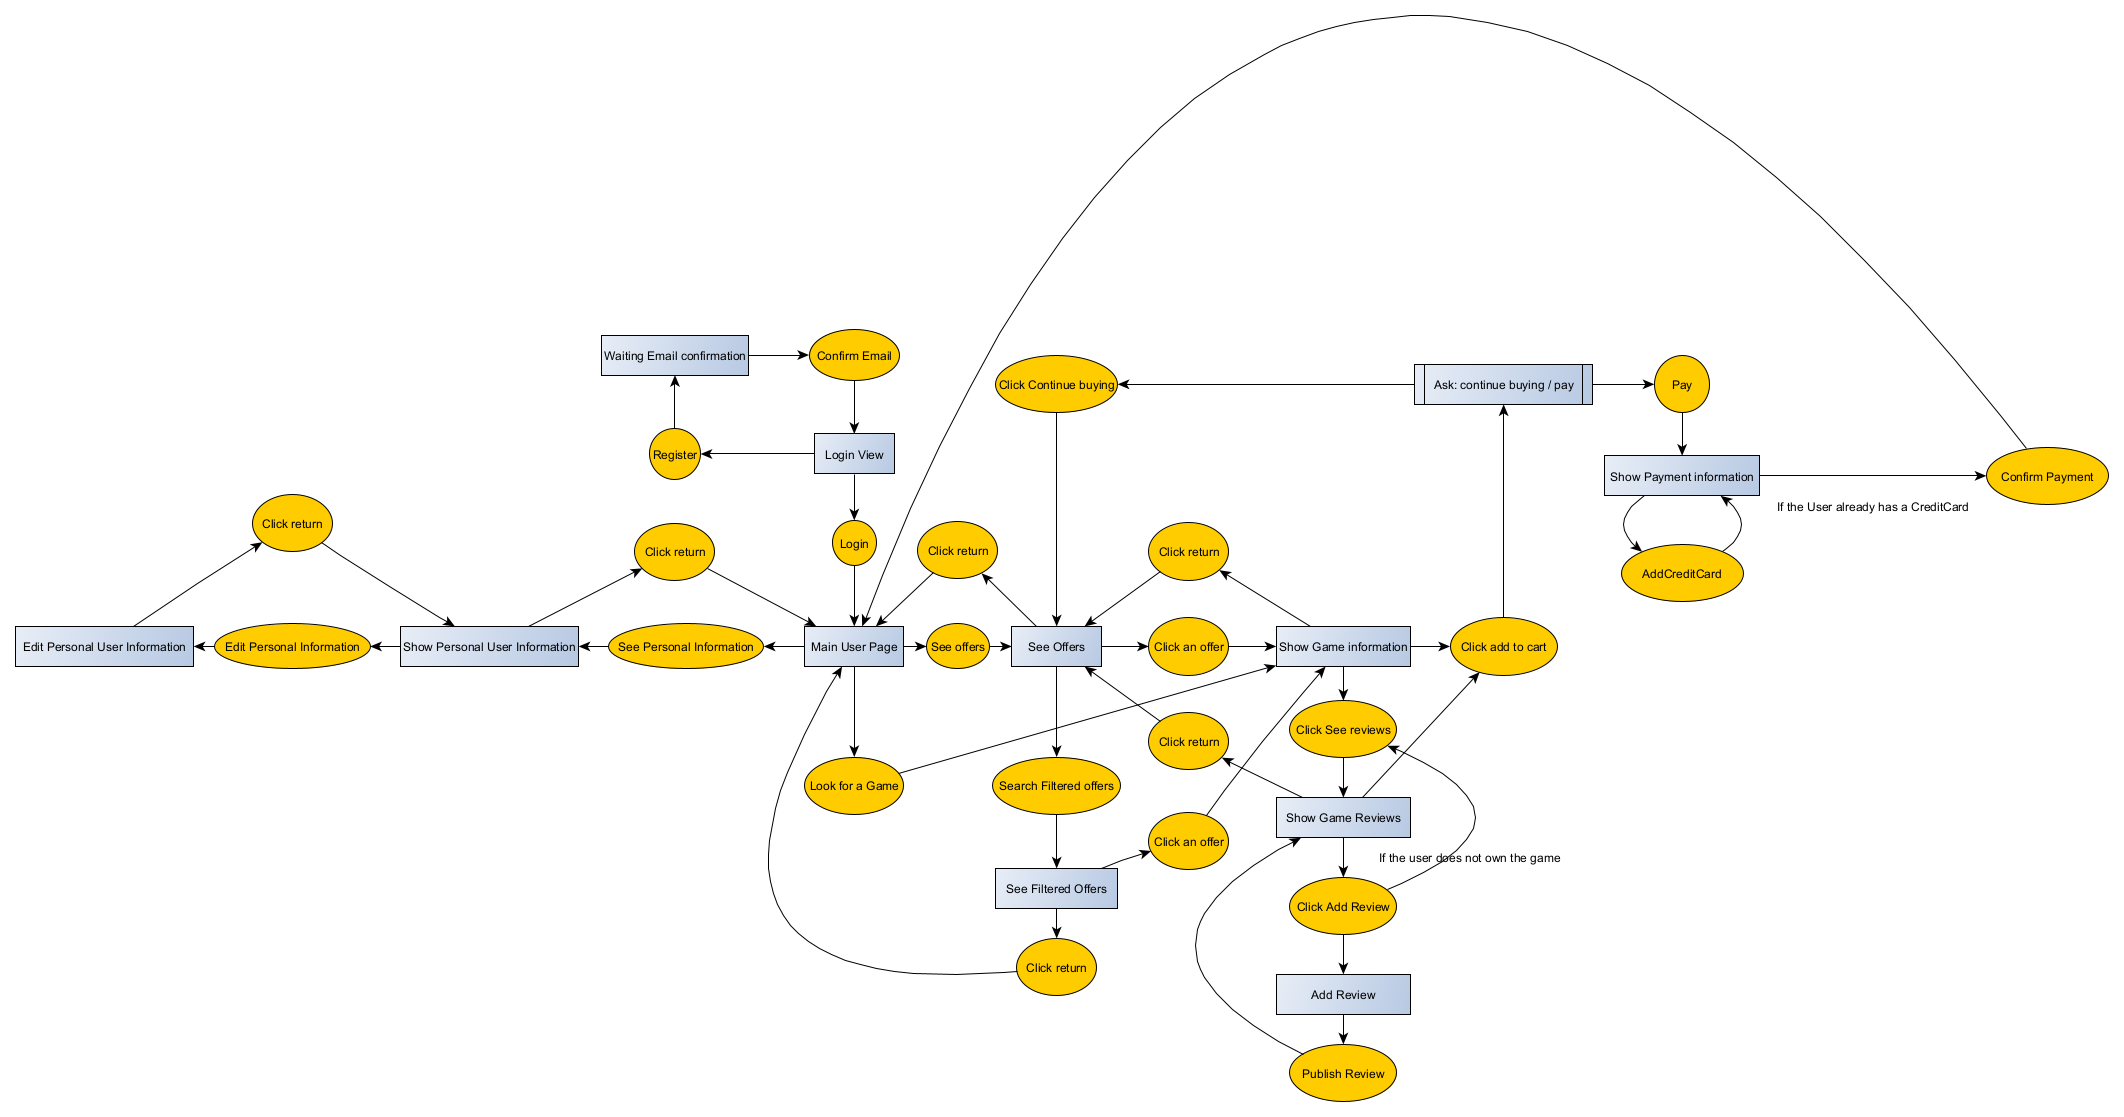 Waiting Email confirmation
Confirm Email
Click Continue buying
Ask: continue buying / pay
Pay
Register
Login View
Show Payment information
Confirm Payment
If the User already has a CreditCard
Click return
Click return
Login
Click return
Click return
AddCreditCard
Edit Personal User Information
Edit Personal Information
Show Personal User Information
See Personal Information
Main User Page
See offers
See Offers
Click an offer
Show Game information
Click add to cart
Click See reviews
Click return
Look for a Game
Search Filtered offers
Show Game Reviews
Click an offer
If the user does not own the game
See Filtered Offers
Click Add Review
Click return
Add Review
Publish Review